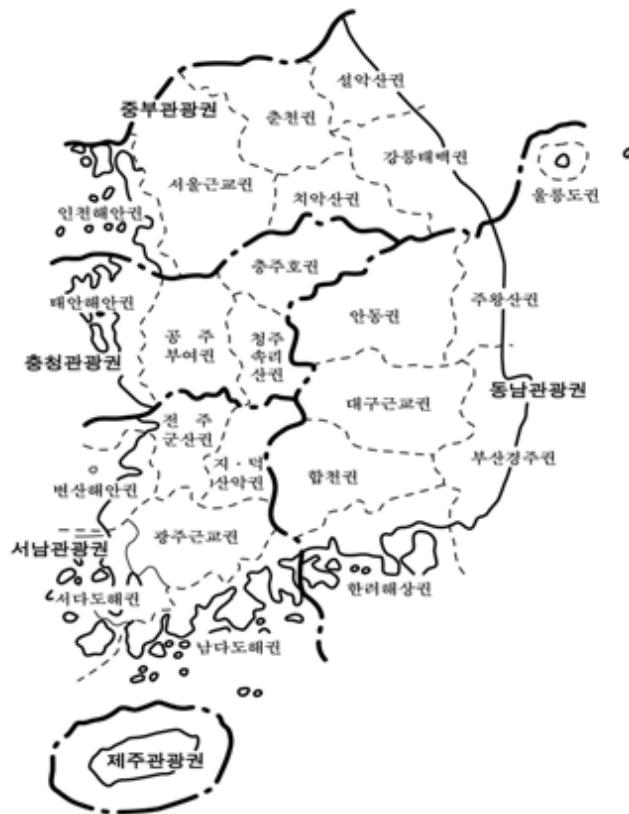 설악산권
중부관광권
춘천권
강릉태백권
서울근교권
치악산권
울릉도권
인천해안권
충주호권
태안해안권
주왕산권
안동권
공 주
부여권
청주
속리
산권
충청관광권
동남관광권
대구근교권
전 주
군산권
부산경주권
지·덕
산악권
합천권
변산해안권
광주근교권
서남관광권
한려해상권
서다도해권
남다도해권
제주관광권